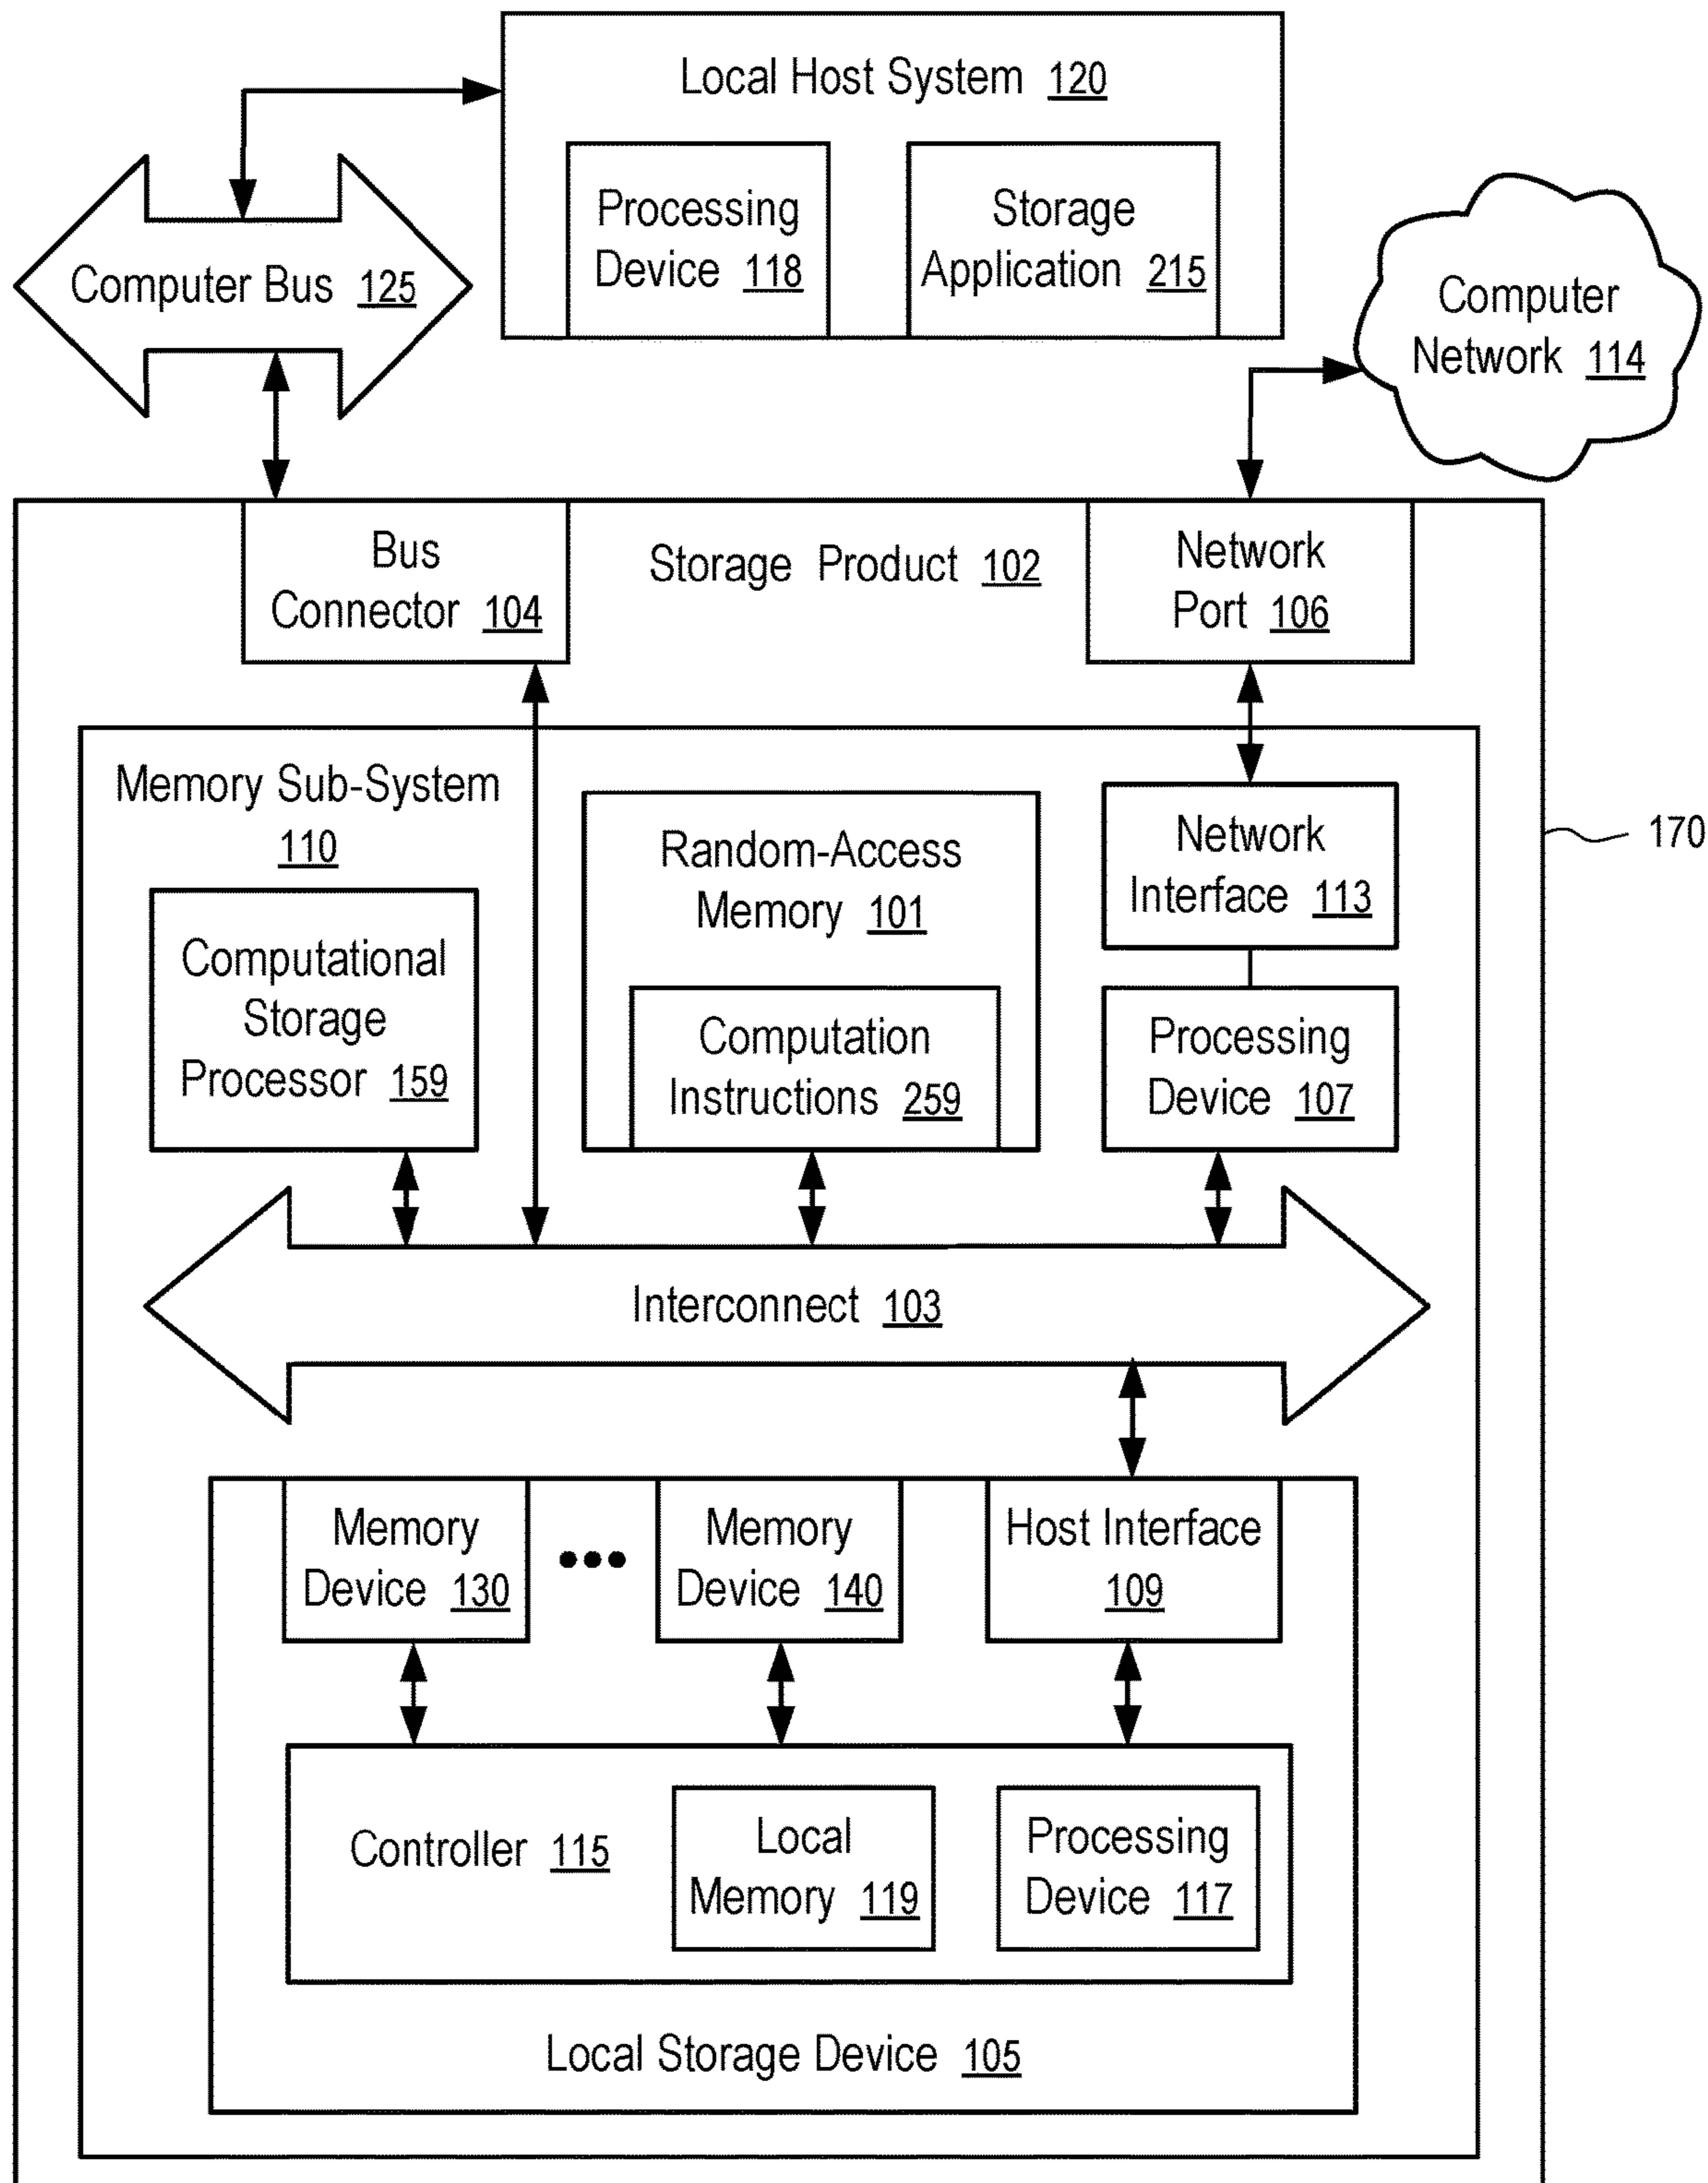 Local Host System 120
Processing
Device 118
Storage
Application 215
Computer Bus 125
Computer
Network 114
Bus
Connector 104
Storage Product 102
Network
Port 106
Memory Sub-System
110
Random-Access
Memory 101
Network
Interface 113
170
Computational
Storage
Processor 159
Computation
Instructions 259
Processing
Device 107
Interconnect 103
Memory
Device 130
Memory
Device 140
Host Interface
109
Controller 115
Local
Memory 119
Processing
Device 117
Local Storage Device 105